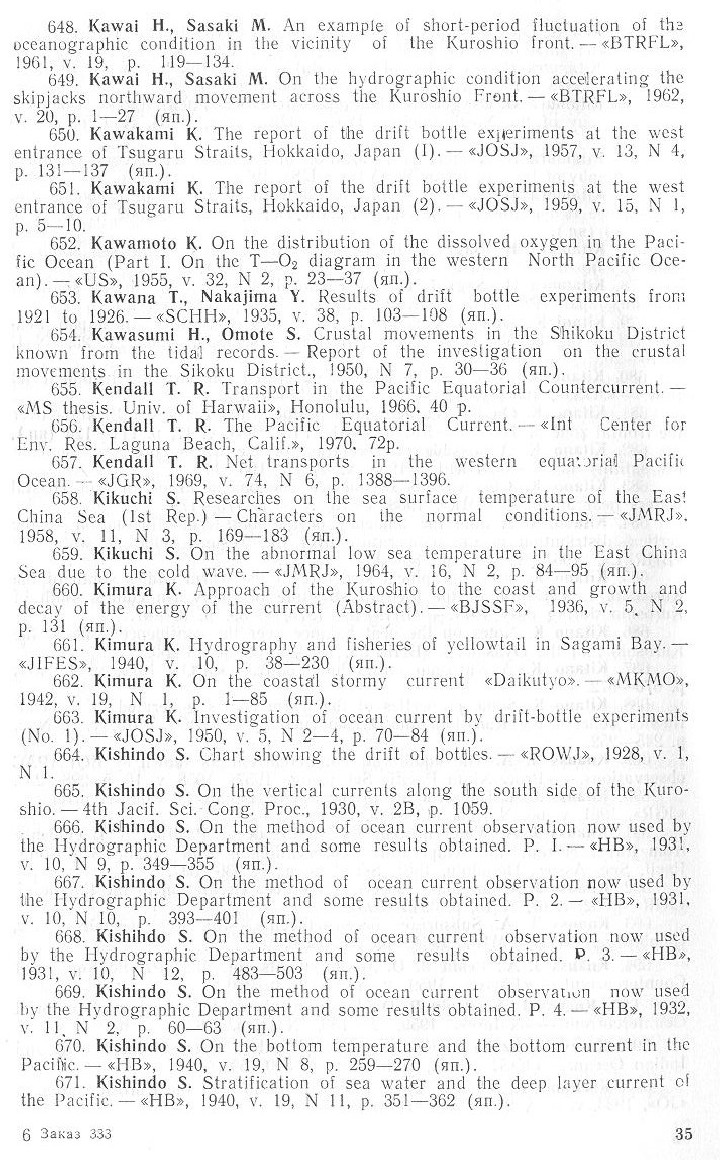 648. Kawai H., Sasaki M. An example of short-period fluctuation of the
oceanographic condition in the vicinity of the Kuroshio front. — «BTRFL»,
1961, v. 19, p. 119—134.
649. Kawai H., Sasaki M. On the hydrographic condition accelerating the
skipjacks northward movement across the Kuroshio Front. — «BTRFL», 1962,
v. 20, p. 1—27 (яп.).
650. Kawakami K. The report of the drift bottle experiments at the west
entrance of Tsugaru Straits, Hokkaido, Japan (I). — «JOSJ», 1957, v. 13, N 4,
p. 131—137 (яп.).
651. Kawakami K. The report of the drift bottle experiments at the west
entrance of Tsugaru Straits, Hokkaido, Japan (2). — «JOSJ», 1959, v. 15, N 1,
p. 5—10.
652. Kawamoto K. On the distribution of the dissolved oxygen in the Paci-
fic Ocean (Part I. On the T—O₂ diagram in the western North Pacific Oce-
an). — «US», 1955, v. 32, N 2, p. 23—37 (яп.).
653. Kawana T., Nakajima Y. Results of drift bottle experiments from
1921 to 1926. — «SCHH», 1935, v. 38, p. 103—108 (яп.).
654. Kawasumi H., Omote S. Crustal movements in the Shikoku District
known from the tidal records. — Report of the investigation on the crustal
movements in the Sikoku District., 1950, N 7, p. 30—36 (яп.).
655. Kendall T. R. Transport in the Pacific Equatorial Countercurrent. —
«MS thesis. Univ. of Harwaii», Honolulu, 1966. 40 p.
656. Kendall T. R. The Pacific Equatorial Current. — «Int Center for
Env. Res. Laguna Beach, Calif.», 1970. 72p.
657. Kendall T. R. Net transports in the western equatorial Pacific
Ocean. — «JGR», 1969, v. 74, N 6, p. 1388—1396.
658. Kikuchi S. Researches on the sea surface temperature of the East
China Sea (1st Rep.) — Characters on the normal conditions. — «JMRJ»,
1958, v. 11, N 3, p. 169—183 (яп.).
659. Kikuchi S. On the abnormal low sea temperature in the East China
Sea due to the cold wave. — «JMRJ», 1964, v. 16, N 2, p. 84—95 (яп.).
660. Kimura K. Approach of the Kuroshio to the coast and growth and
decay of the energy of the current (Abstract). — «BJSSF», 1936, v. 5, N 2,
p. 131 (яп.).
661. Kimura K. Hydrography and fisheries of yellowtail in Sagami Bay. —
«JIFES», 1940, v. 10, p. 38—230 (яп.).
662. Kimura K. On the coastal stormy current «Daikutyo». — «MKMO»,
1942, v. 19, N 1, p. 1—85 (яп.).
663. Kimura K. Investigation of ocean current by drift-bottle experiments
(No. 1). — «JOSJ», 1950, v. 5, N 2—4, p. 70—84 (яп.).
664. Kishindo S. Chart showing the drift of bottles. — «ROWJ», 1928, v. 1,
N 1.
665. Kishindo S. On the vertical currents along the south side of the Kuro-
shio. — 4th Jacif. Sci. Cong. Proc., 1930, v. 2B, p. 1059.
666. Kishindo S. On the method of ocean current observation now used by
the Hydrographic Department and some results obtained. P. I. — «HB», 1931,
v. 10, N 9, p. 349—355 (яп.).
667. Kishindo S. On the method of ocean current observation now used by
the Hydrographic Department and some results obtained. P. 2. — «HB», 1931,
v. 10, N 10, p. 393—401 (яп.).
668. Kishihdo S. On the method of ocean current observation now used
by the Hydrographic Department and some results obtained. P. 3. — «HB»,
1931, v. 10, N 12, p. 483—503 (яп.).
669. Kishindo S. On the method of ocean current observation now used
by the Hydrographic Department and some results obtained. P. 4. — «HB», 1932,
v. 11, N 2, p. 60—63 (яп.).
670. Kishindo S. On the bottom temperature and the bottom current in the
Pacific. — «HB», 1940, v. 19, N 8, p. 259—270 (яп.).
671. Kishindo S. Stratification of sea water and the deep layer current of
the Pacific. — «HB», 1940, v. 19, N 11, p. 351—362 (яп.).
6 Заказ 333
35